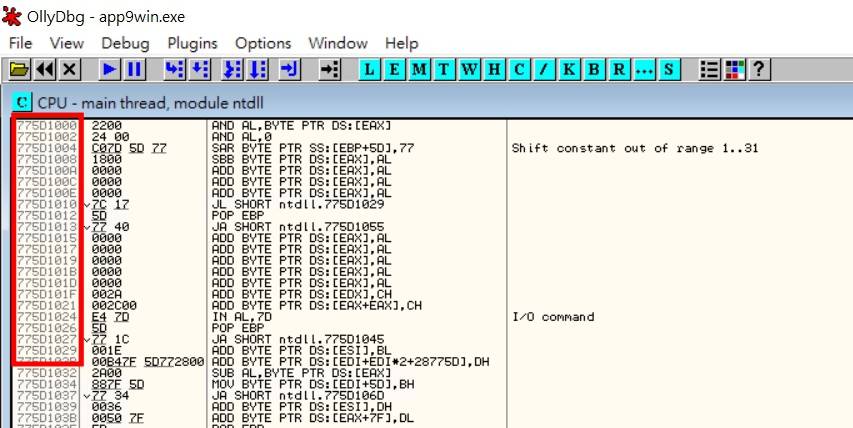 OllyDbg - app9win.exe
File View Debug Plugins Options Window Help
L E M T W H C / K B R ... S ?
C CPU - main thread, module ntdll
775D1000 2200 AND AL,BYTE PTR DS:[EAX]
775D1002 24 00 AND AL,0
775D1004 C07D 5D 77 SAR BYTE PTR SS:[EBP+5D],77 Shift constant out of range 1..31
775D1008 1800 SBB BYTE PTR DS:[EAX],AL
775D100A 0000 ADD BYTE PTR DS:[EAX],AL
775D100C 0000 ADD BYTE PTR DS:[EAX],AL
775D100E 0000 ADD BYTE PTR DS:[EAX],AL
775D1010 7C 17 JL SHORT ntdll.775D1029
775D1012 5D POP EBP
775D1013 77 40 JA SHORT ntdll.775D1055
775D1015 0000 ADD BYTE PTR DS:[EAX],AL
775D1017 0000 ADD BYTE PTR DS:[EAX],AL
775D1019 0000 ADD BYTE PTR DS:[EAX],AL
775D101B 0000 ADD BYTE PTR DS:[EAX],AL
775D101D 0000 ADD BYTE PTR DS:[EAX],AL
775D101F 002A ADD BYTE PTR DS:[EDX],CH
775D1021 002C00 ADD BYTE PTR DS:[EAX+EAX],CH
775D1024 E4 7D IN AL,7D I/O command
775D1026 5D POP EBP
775D1027 77 1C JA SHORT ntdll.775D1045
775D1029 001E ADD BYTE PTR DS:[ESI],BL
00B47F 5D772800 ADD BYTE PTR DS:[EDI+EDI*2+28775D],DH
775D1032 2A00 SUB AL,BYTE PTR DS:[EAX]
775D1034 887F 5D MOV BYTE PTR DS:[EDI+5D],BH
775D1037 77 34 JA SHORT ntdll.775D106D
775D1039 0036 ADD BYTE PTR DS:[ESI],DH
775D103B 0050 7F ADD BYTE PTR DS:[EAX+7F],DL